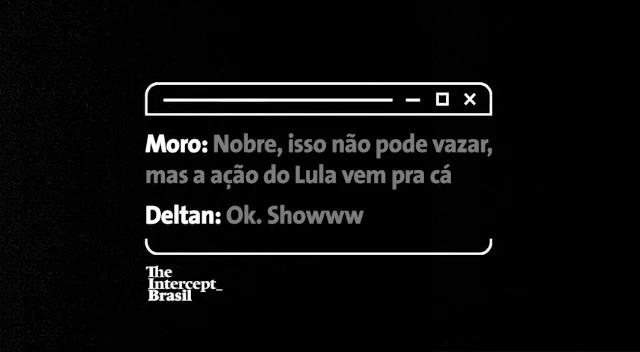 Moro: Nobre, isso não pode vazar,
mas a ação do Lula vem pra cá
Deltan: Ok. Showww
The
Intercept_
Brasil